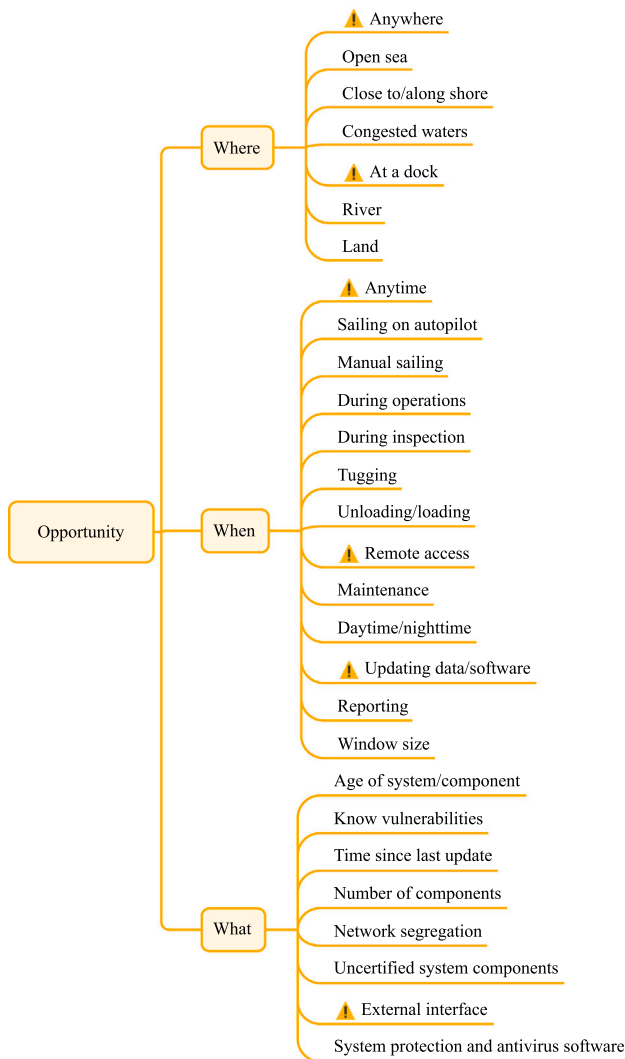 Opportunity
Where
Anywhere
Open sea
Close to/along shore
Congested waters
At a dock
River
Land
When
Anytime
Sailing on autopilot
Manual sailing
During operations
During inspection
Tugging
Unloading/loading
Remote access
Maintenance
Daytime/nighttime
Updating data/software
Reporting
Window size
What
Age of system/component
Know vulnerabilities
Time since last update
Number of components
Network segregation
Uncertified system components
External interface
System protection and antivirus software